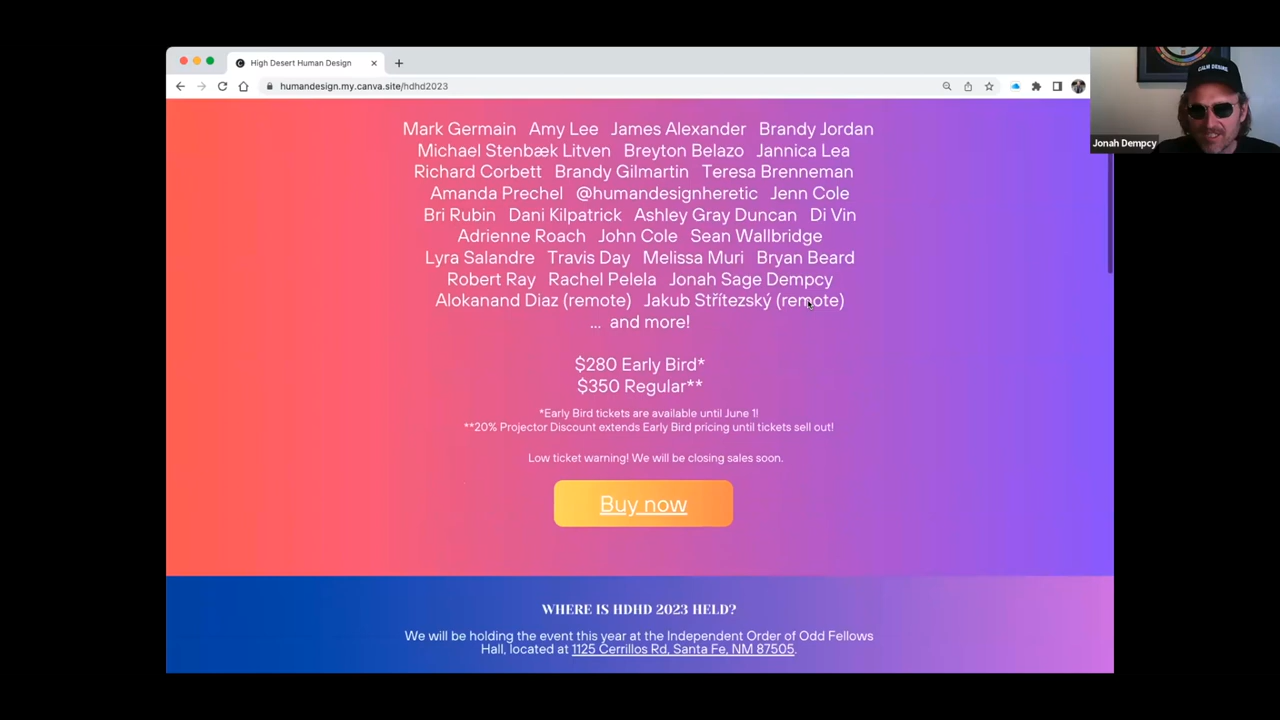 High Desert Human Design
humandesign.my.canva.site/hdhd2023
CALM DESIRE
Jonah Dempcy
Mark Germain Amy Lee James Alexander Brandy Jordan
Michael Stenbæk Litven Breyton Belazo Jannica Lea
Richard Corbett Brandy Gilmartin Teresa Brenneman
Amanda Prechel @humandesignheretic Jenn Cole
Bri Rubin Dani Kilpatrick Ashley Gray Duncan Di Vin
Adrienne Roach John Cole Sean Wallbridge
Lyra Salandre Travis Day Melissa Muri Bryan Beard
Robert Ray Rachel Pelela Jonah Sage Dempcy
Alokanand Diaz (remote) Jakub Střítezský (remote)
... and more!
$280 Early Bird*
$350 Regular**
*Early Bird tickets are available until June 1!
**20% Projector Discount extends Early Bird pricing until tickets sell out!
Low ticket warning! We will be closing sales soon.
Buy now
WHERE IS HDHD 2023 HELD?
We will be holding the event this year at the Independent Order of Odd Fellows
Hall, located at 1125 Cerrillos Rd, Santa Fe, NM 87505.